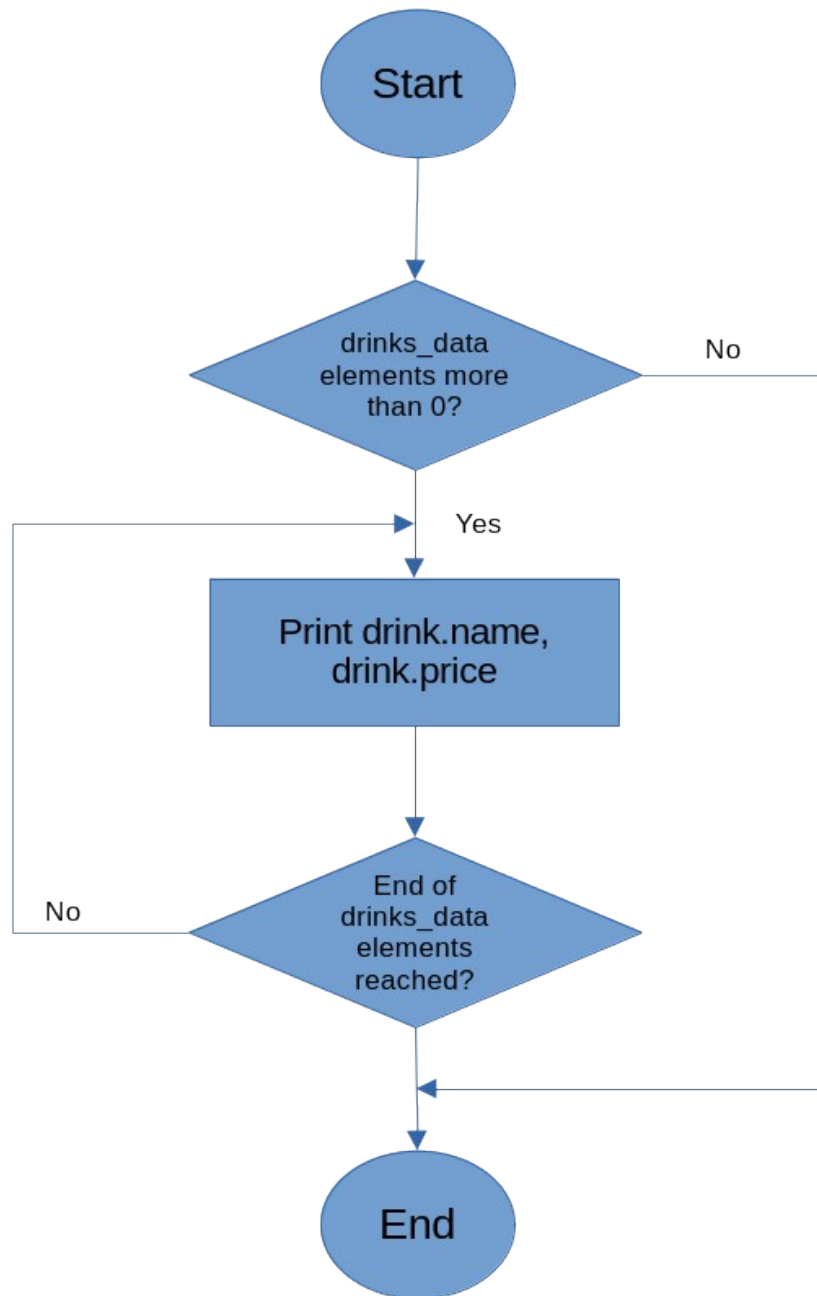 Start
drinks_data
elements more
than 0?
No
Yes
Print drink.name,
drink.price
End of
drinks_data
elements
reached?
No
End